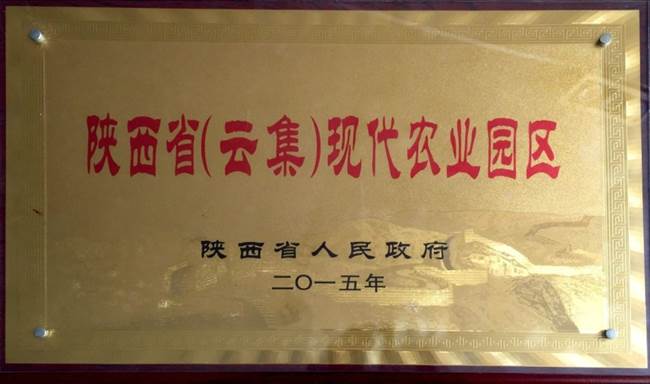 陕西省(云集)现代农业园区
陕西省人民政府
二〇一五年